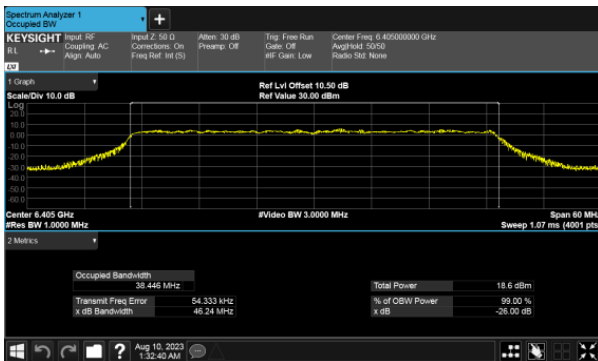 Spectrum Analyzer 1
Occupied BW
+
KEYSIGHT
RL
Input: RF
Coupling: AC
Align: Auto
Input Z: 50 Ω
Corrections: On
Freq Ref: Int (S)
Atten: 30 dB
Preamp: Off
Trig: Free Run
Gate: Off
#IF Gain: Low
Center Freq: 6.405000000 GHz
Avg|Hold: 50/50
Radio Std: None
LXI
1 Graph
Scale/Div 10.0 dB
Ref Lvl Offset 10.50 dB
Ref Value 30.00 dBm
Log
20.0
10.0
0.00
-10.0
-20.0
-30.0
-40.0
-50.0
-60.0
Center 6.405 GHz
#Video BW 3.0000 MHz
Span 60 MHz
#Res BW 1.0000 MHz
Sweep 1.07 ms (4001 pts
2 Metrics
Occupied Bandwidth
38.446 MHz
Total Power 18.6 dBm
Transmit Freq Error 54.333 kHz
% of OBW Power 99.00 %
x dB Bandwidth 46.24 MHz
x dB -26.00 dB
?
Aug 10, 2023
1:32:40 AM